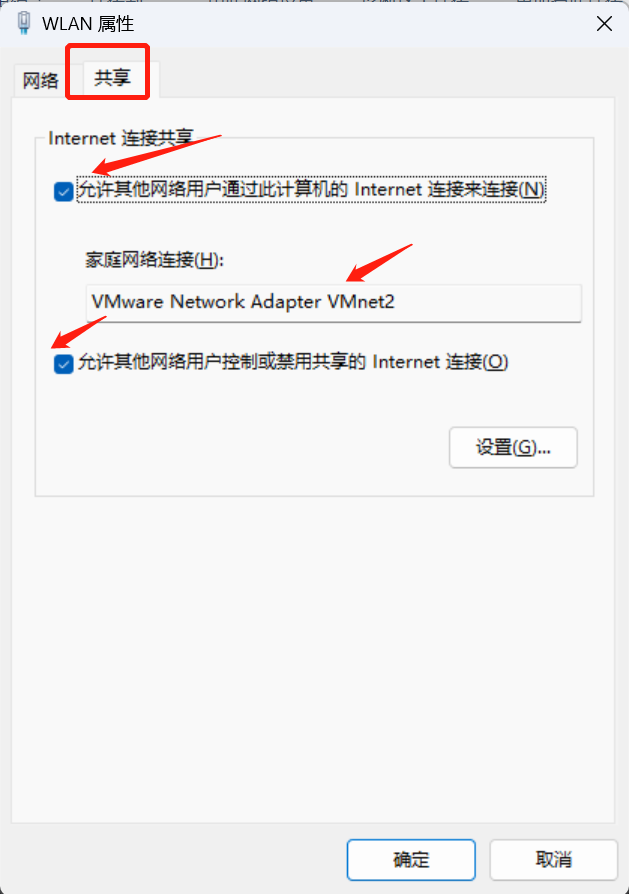 WLAN 属性
网络 共享
Internet 连接共享
允许其他网络用户通过此计算机的 Internet 连接来连接(N)
家庭网络连接(H):
VMware Network Adapter VMnet2
允许其他网络用户控制或禁用共享的 Internet 连接(O)
设置(G)...
确定 取消